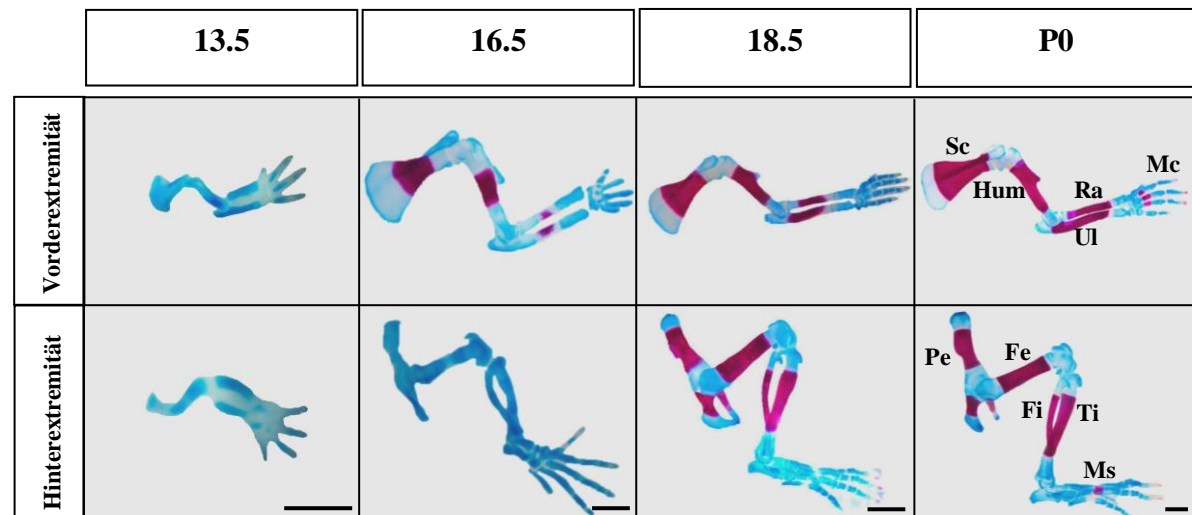 13.5
16.5
18.5
P0
Vorderextremität
Sc
Hum
Ra
Mc
Ul
Hinterextremität
Pe
Fe
Fi
Ti
Ms